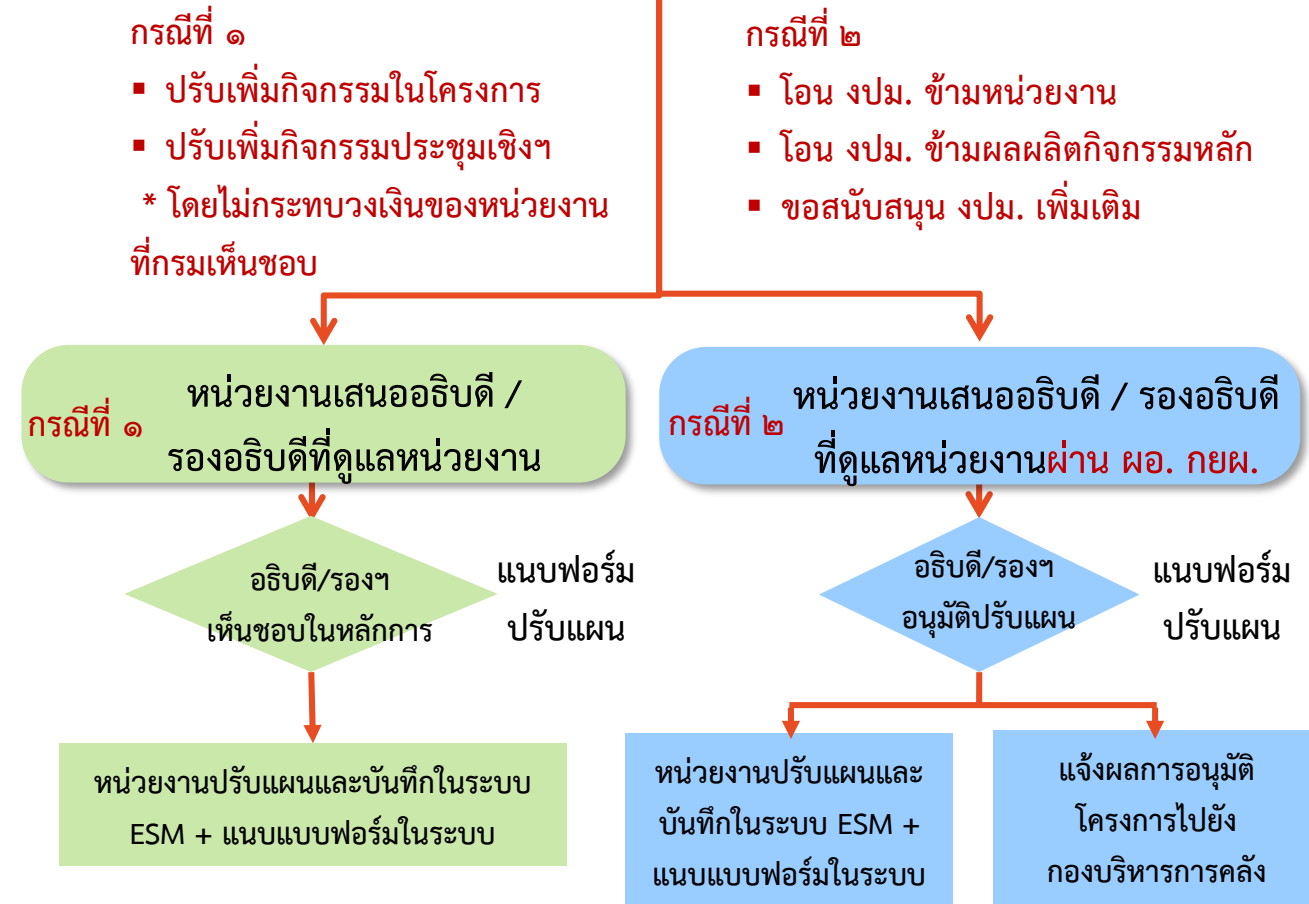 กรณีที่ ๑
▪ ปรับเพิ่มกิจกรรมในโครงการ
▪ ปรับเพิ่มกิจกรรมประชุมเชิงฯ
* โดยไม่กระทบวงเงินของหน่วยงาน
ที่กรมเห็นชอบ
กรณีที่ ๒
▪ โอน งปม. ข้ามหน่วยงาน
▪ โอน งปม. ข้ามผลผลิตกิจกรรมหลัก
▪ ขอสนับสนุน งปม. เพิ่มเติม
กรณีที่ ๑
หน่วยงานเสนออธิบดี /
รองอธิบดีที่ดูแลหน่วยงาน
กรณีที่ ๒
หน่วยงานเสนออธิบดี / รองอธิบดี
ที่ดูแลหน่วยงานผ่าน ผอ. กยผ.
อธิบดี/รองฯ
เห็นชอบในหลักการ
แนบฟอร์ม
ปรับแผน
อธิบดี/รองฯ
อนุมัติปรับแผน
แนบฟอร์ม
ปรับแผน
หน่วยงานปรับแผนและบันทึกในระบบ
ESM + แนบแบบฟอร์มในระบบ
หน่วยงานปรับแผนและ
บันทึกในระบบ ESM +
แนบแบบฟอร์มในระบบ
แจ้งผลการอนุมัติ
โครงการไปยัง
กองบริหารการคลัง